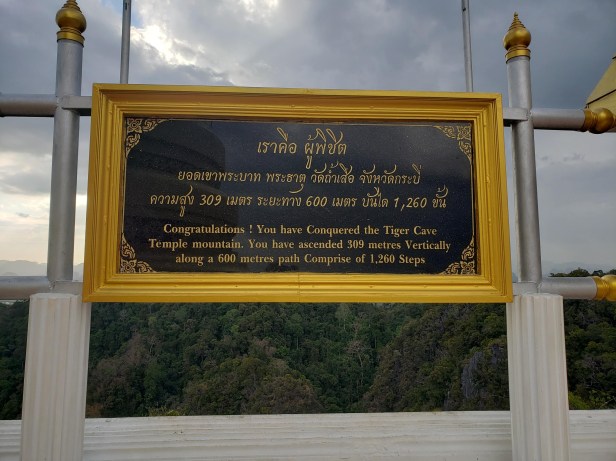 เราคือ ผู้พิชิต
ยอดเขาพระบาท พระธาตุ วัดถ้ำเสือ จังหวัดกระบี่
ความสูง 309 เมตร ระยะทาง 600 เมตร บันได 1,260 ขั้น
Congratulations ! You have Conquered the Tiger Cave
Temple mountain. You have ascended 309 metres Vertically
along a 600 metres path Comprise of 1,260 Steps